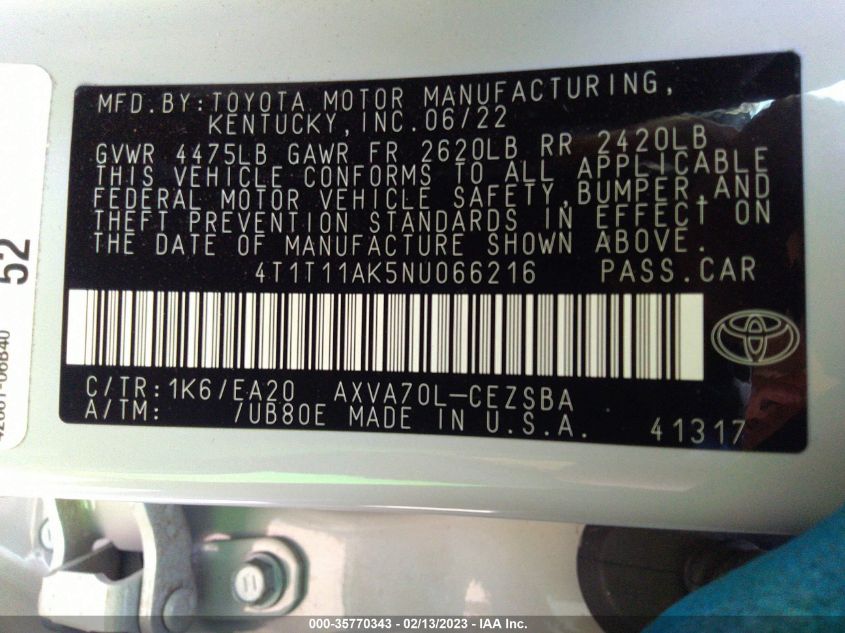 MFD.BY:TOYOTA MOTOR MANUFACTURING,
KENTUCKY,INC.06/22
GVWR 4475LB GAWR FR 2620LB RR 2420LB
THIS VEHICLE CONFORMS TO ALL APPLICABLE
FEDERAL MOTOR VEHICLE SAFETY,BUMPER,AND
THEFT PREVENTION STANDARDS IN EFFECT ON
THE DATE OF MANUFACTURE SHOWN ABOVE.
4T1T11AK5NU066216 PASS.CAR
C/TR:1K6/EA20 AXVA70L-CEZSBA
A/TM: /UB80E MADE IN U.S.A. 41317
52
000-35770343 - 02/13/2023 - IAA Inc.